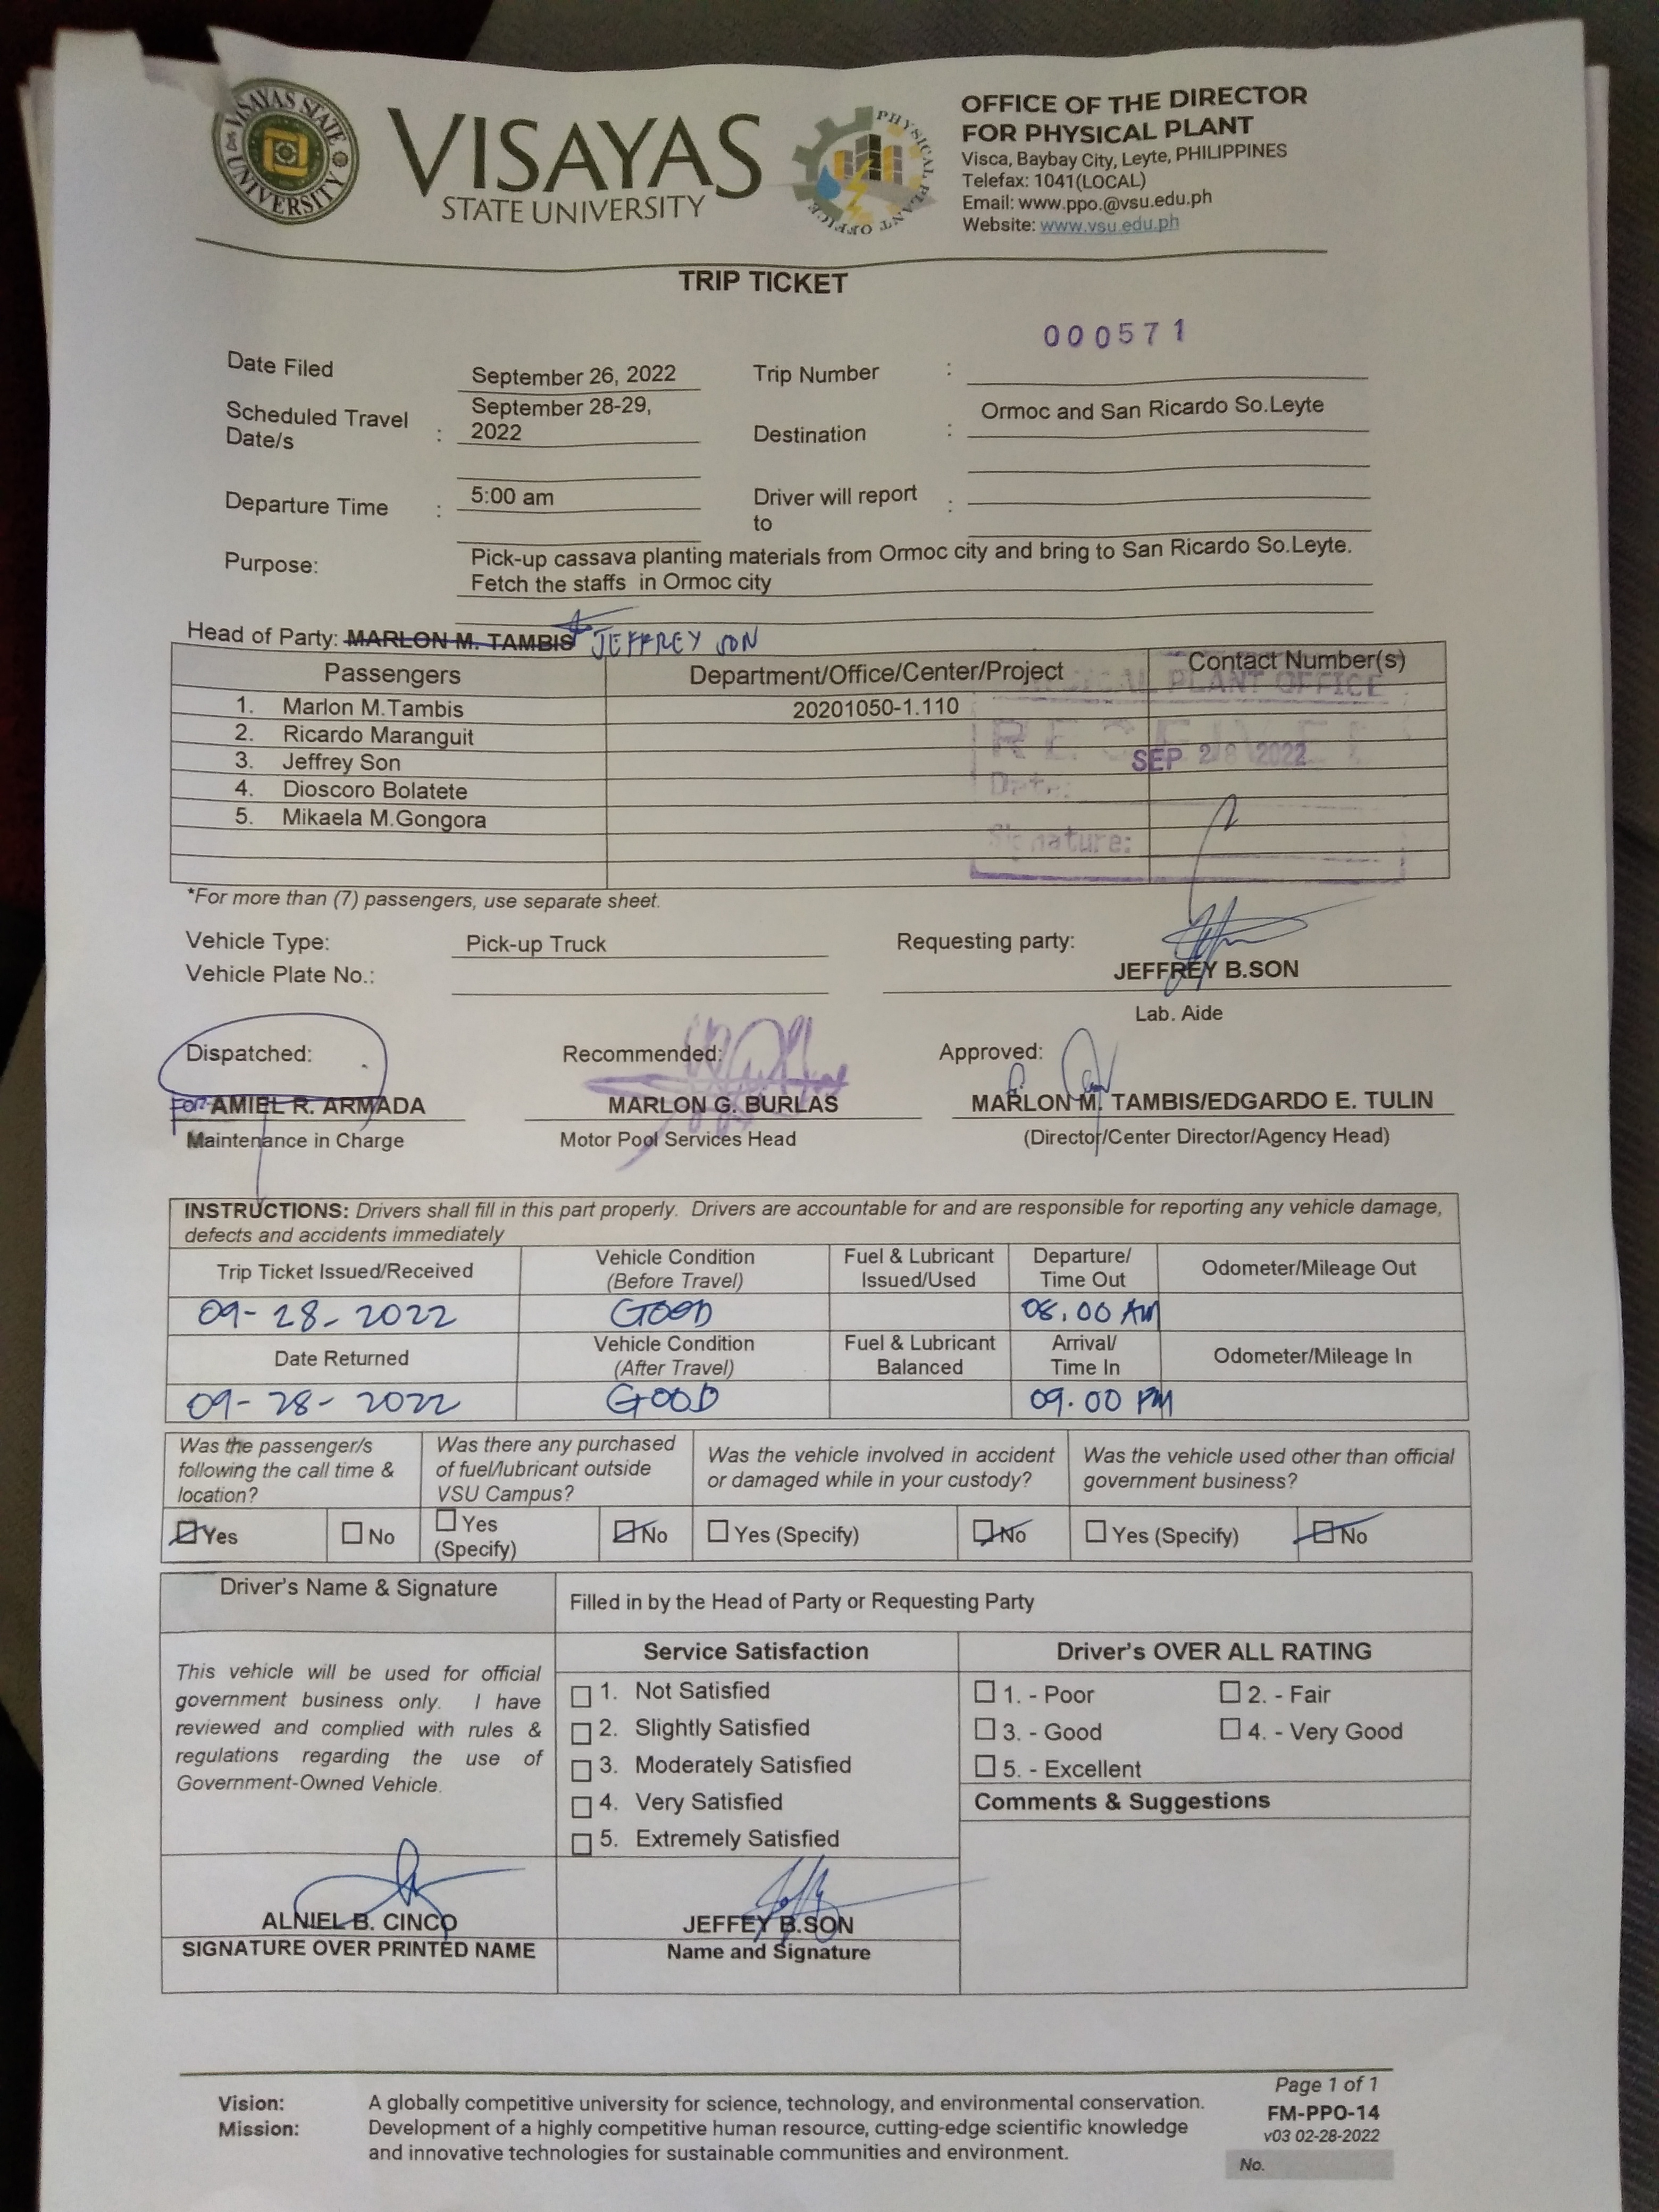 VISAYAS STATE UNIVERSITY
VISAYAS
STATE UNIVERSITY
PHYSICAL PLANT OFFICE
OFFICE OF THE DIRECTOR
FOR PHYSICAL PLANT
Visca, Baybay City, Leyte, PHILIPPINES
Telefax: 1041(LOCAL)
Email: www.ppo.@vsu.edu.ph
Website: www.vsu.edu.ph
TRIP TICKET
000571
Date Filed September 26, 2022 Trip Number :
Scheduled Travel Date/s : September 28-29, 2022 Destination : Ormoc and San Ricardo So.Leyte
Departure Time : 5:00 am Driver will report to :
Purpose: Pick-up cassava planting materials from Ormoc city and bring to San Ricardo So.Leyte.
Fetch the staffs in Ormoc city
Head of Party: MARLON M. TAMBIS JEFFREY SON
Passengers Department/Office/Center/Project Contact Number(s)
1. Marlon M.Tambis 20201050-1.110
2. Ricardo Maranguit
3. Jeffrey Son
4. Dioscoro Bolatete
5. Mikaela M.Gongora
PLANT OFFICE
SEP 28 2022
Date:
Signature:
*For more than (7) passengers, use separate sheet.
Vehicle Type: Pick-up Truck Requesting party:
Vehicle Plate No.: JEFFREY B.SON
Lab. Aide
Dispatched: Recommended: Approved:
For AMIEL R. ARMADA MARLON G. BURLAS MARLON M. TAMBIS/EDGARDO E. TULIN
Maintenance in Charge Motor Pool Services Head (Director/Center Director/Agency Head)
INSTRUCTIONS: Drivers shall fill in this part properly. Drivers are accountable for and are responsible for reporting any vehicle damage,
defects and accidents immediately
Trip Ticket Issued/Received Vehicle Condition (Before Travel) Fuel & Lubricant Issued/Used Departure/ Time Out Odometer/Mileage Out
09-28-2022 GOOD 08.00 AM
Date Returned Vehicle Condition (After Travel) Fuel & Lubricant Balanced Arrival/ Time In Odometer/Mileage In
09-28-2022 GOOD 09.00 PM
Was the passenger/s following the call time & location? Was there any purchased of fuel/lubricant outside VSU Campus? Was the vehicle involved in accident or damaged while in your custody? Was the vehicle used other than official government business?
Yes No Yes (Specify) No Yes (Specify) No Yes (Specify) No
Driver's Name & Signature Filled in by the Head of Party or Requesting Party
This vehicle will be used for official
government business only. I have
reviewed and complied with rules &
regulations regarding the use of
Government-Owned Vehicle.
Service Satisfaction
1. Not Satisfied
2. Slightly Satisfied
3. Moderately Satisfied
4. Very Satisfied
5. Extremely Satisfied
Driver's OVER ALL RATING
1. - Poor 2. - Fair
3. - Good 4. - Very Good
5. - Excellent
Comments & Suggestions
ALNIEL B. CINCO JEFFEY B.SON
SIGNATURE OVER PRINTED NAME Name and Signature
Vision: A globally competitive university for science, technology, and environmental conservation.
Mission: Development of a highly competitive human resource, cutting-edge scientific knowledge
and innovative technologies for sustainable communities and environment.
Page 1 of 1
FM-PPO-14
v03 02-28-2022
No.